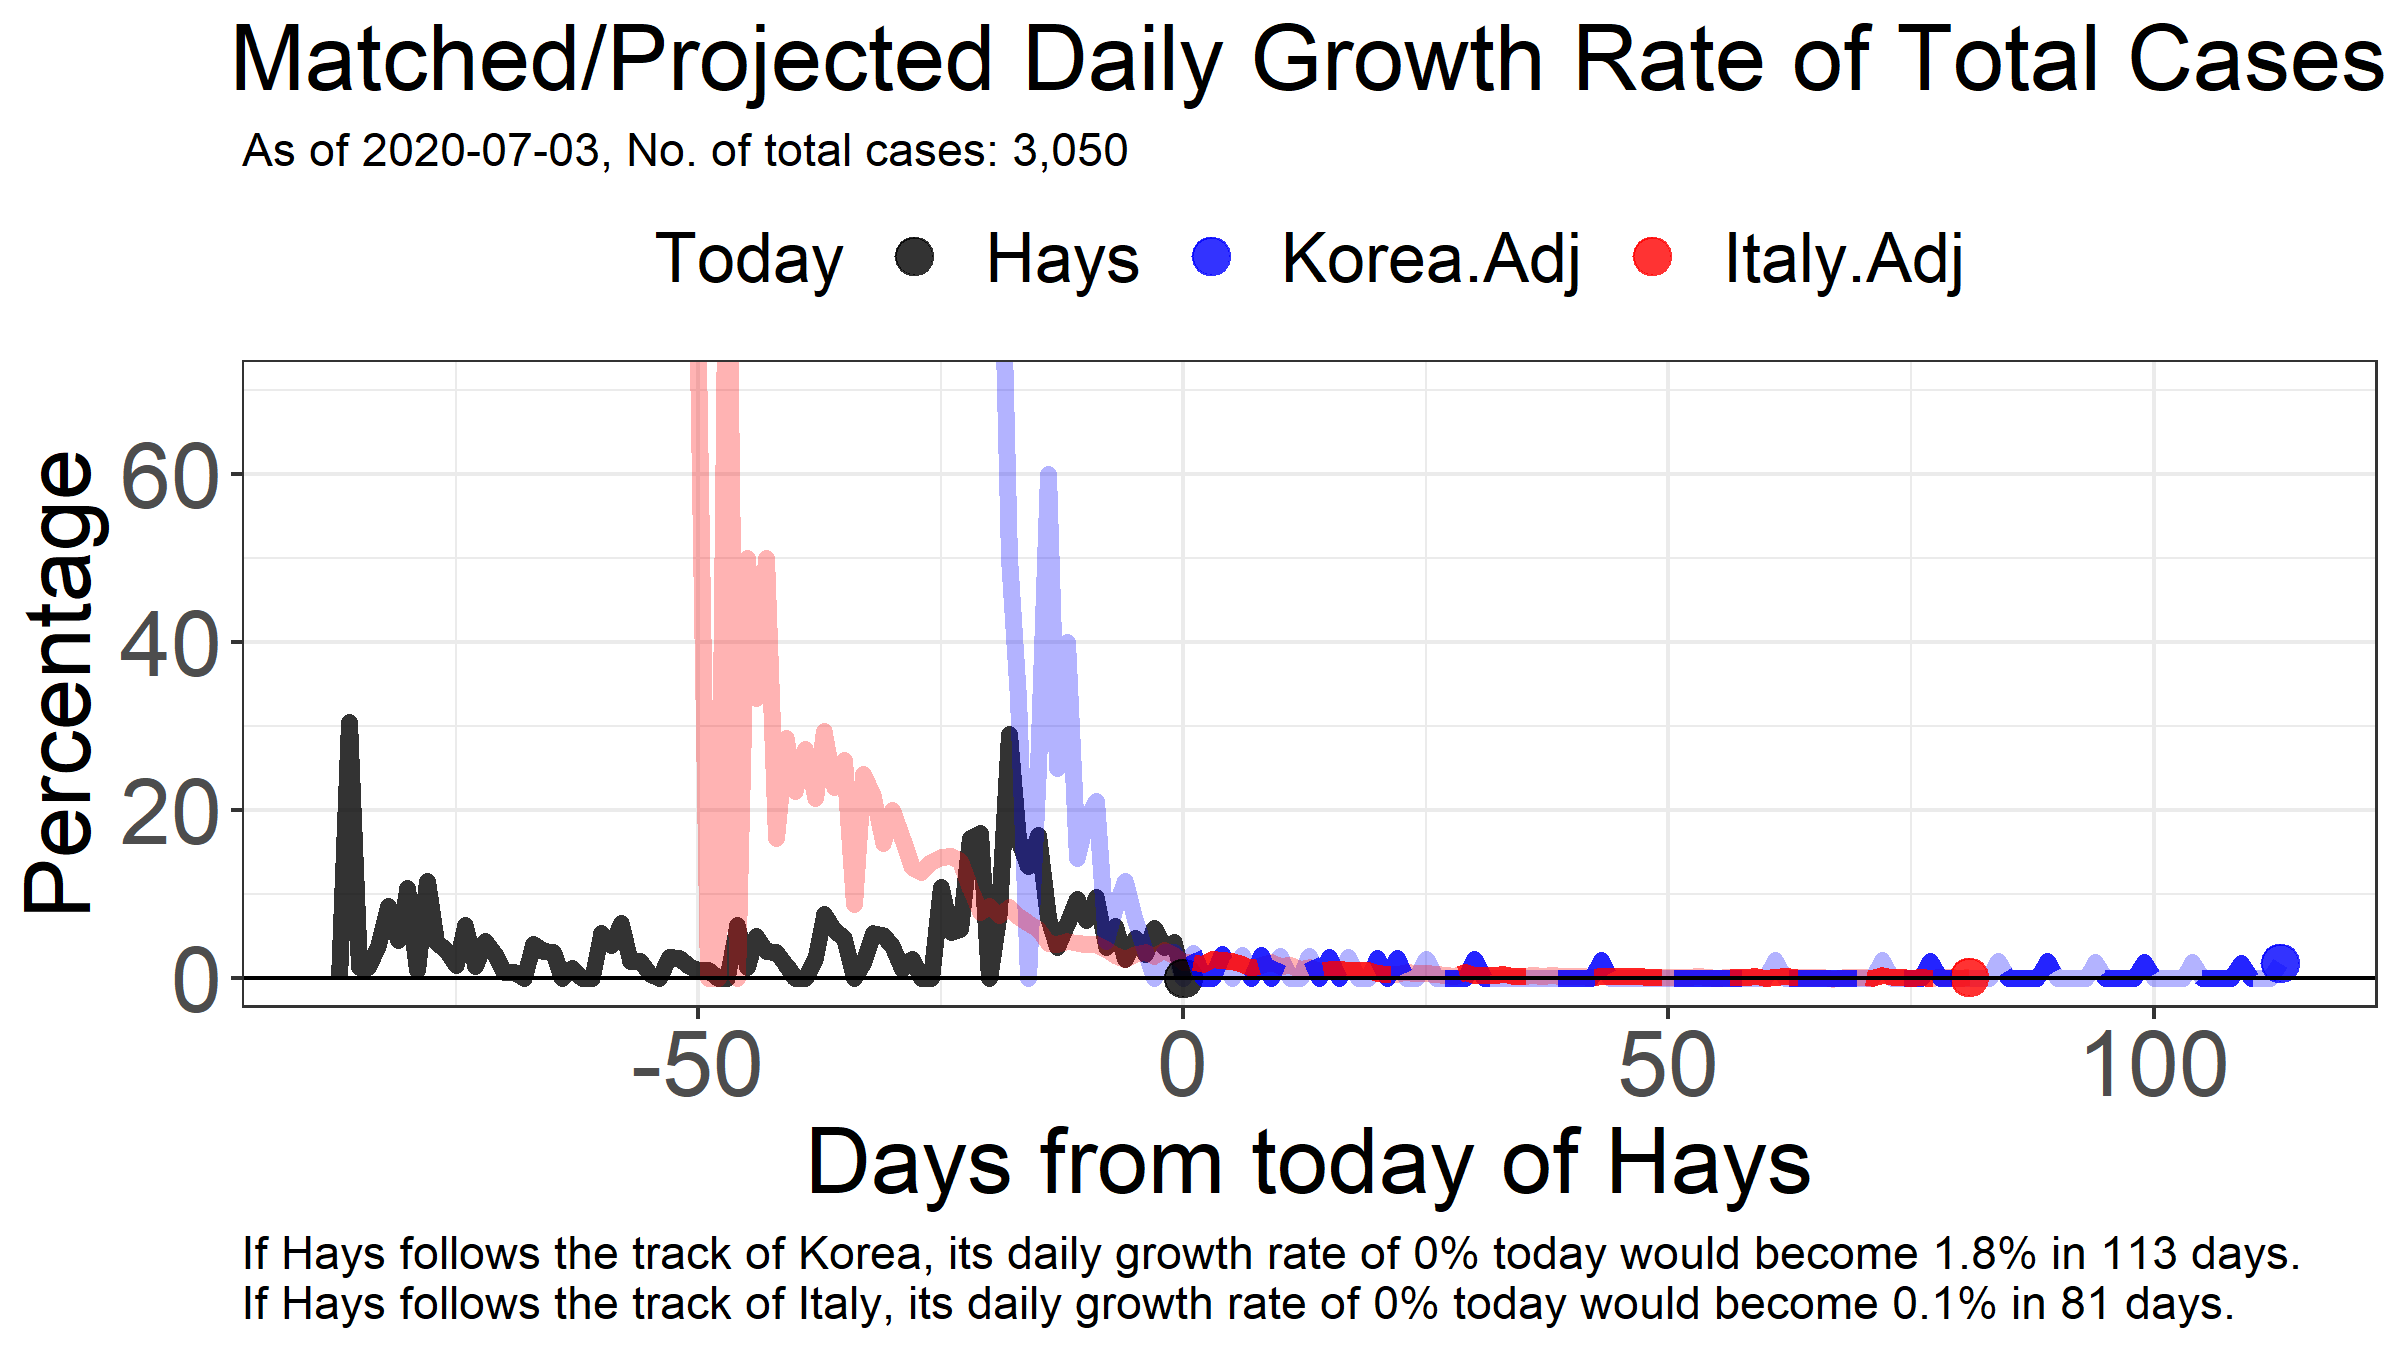 Matched/Projected Daily Growth Rate of Total Cases
As of 2020-07-03, No. of total cases: 3,050
Today Hays Korea.Adj Italy.Adj
Percentage
60
40
20
0
-50 0 50 100
Days from today of Hays
If Hays follows the track of Korea, its daily growth rate of 0% today would become 1.8% in 113 days.
If Hays follows the track of Italy, its daily growth rate of 0% today would become 0.1% in 81 days.